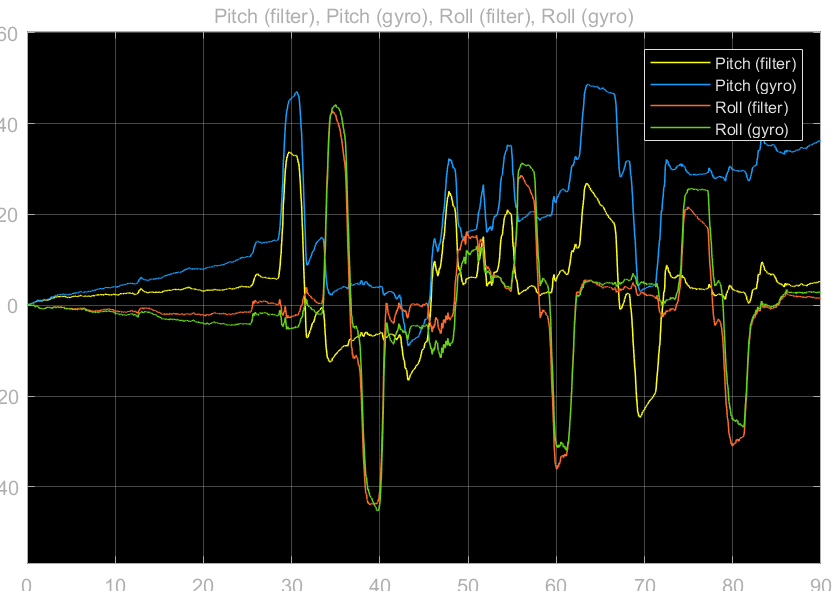 Pitch (filter), Pitch (gyro), Roll (filter), Roll (gyro)
60
Pitch (filter)
Pitch (gyro)
Roll (filter)
Roll (gyro)
40
20
0
20
40
0 10 20 30 40 50 60 70 80 90